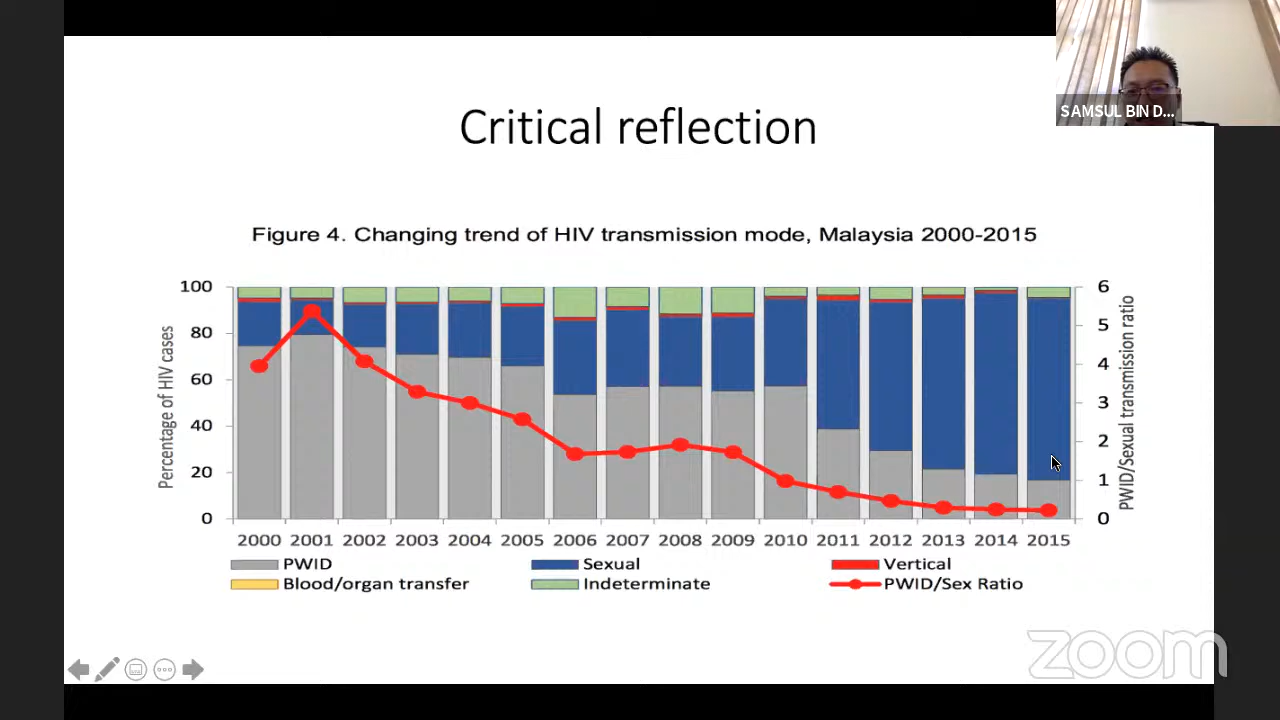 SAMSUL BIN D...
Critical reflection
Figure 4. Changing trend of HIV transmission mode, Malaysia 2000-2015
Percentage of HIV cases
100
80
60
40
20
0
6
5
4
3
2
1
0
PWID/Sexual transmission ratio
2000 2001 2002 2003 2004 2005 2006 2007 2008 2009 2010 2011 2012 2013 2014 2015
PWID Sexual Vertical
Blood/organ transfer Indeterminate PWID/Sex Ratio
zoom